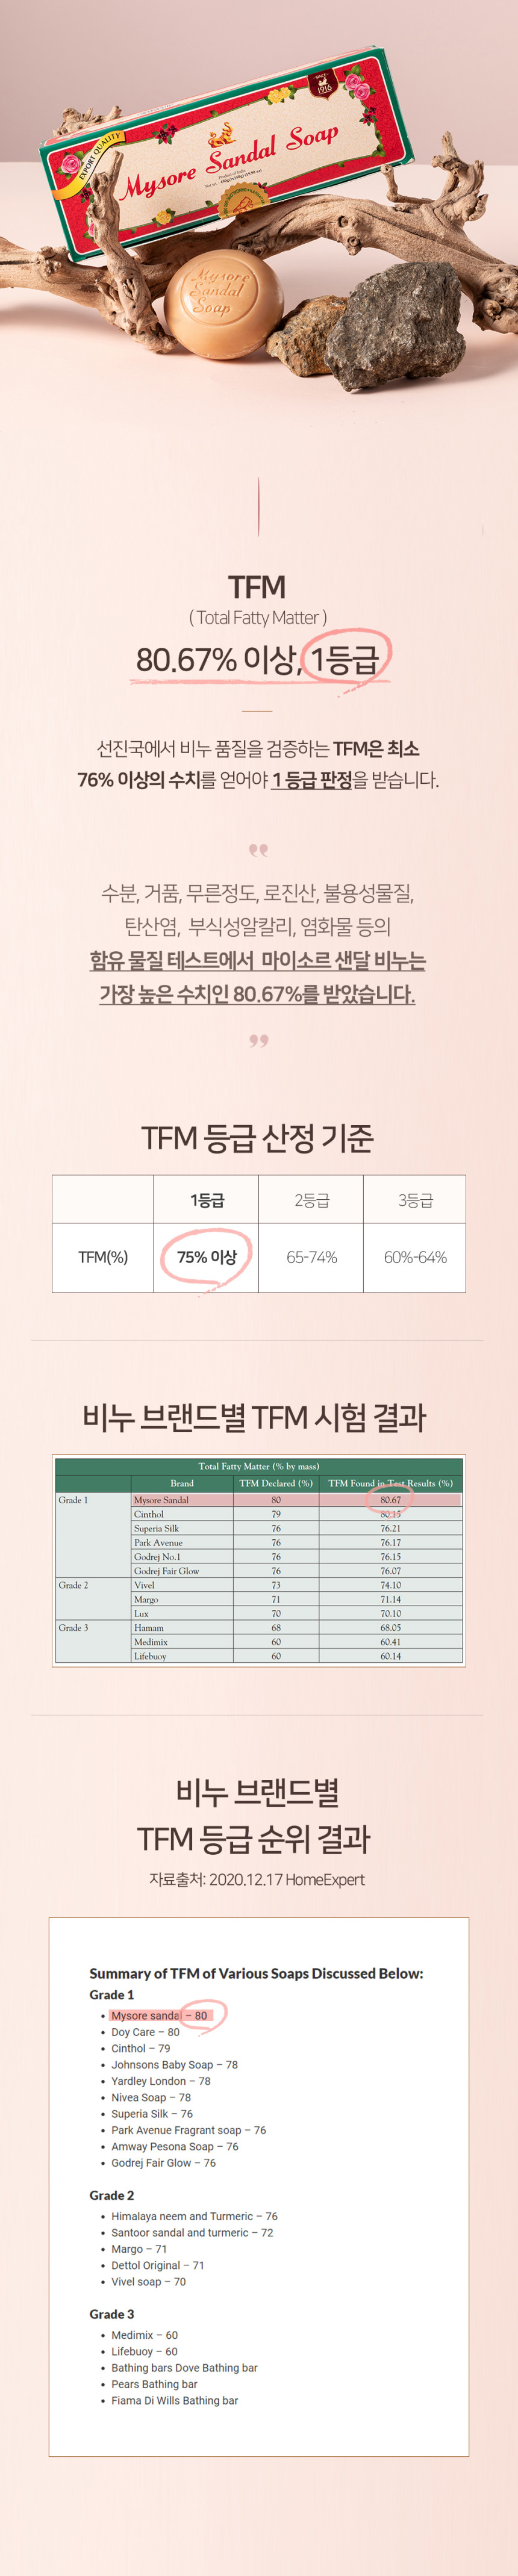 EXPORT QUALITY
SINCE
1916
Mysore Sandal Soap
Product of India
Mysore
Sandal
Soap
TFM
( Total Fatty Matter )
80.67% 이상, 1등급
선진국에서 비누 품질을 검증하는 TFM은 최소
76% 이상의 수치를 얻어야 1 등급 판정을 받습니다.
수분, 거품, 무른정도, 로진산, 불용성물질,
탄산염, 부식성알칼리, 염화물 등의
함유 물질 테스트에서 마이소르 샌달 비누는
가장 높은 수치인 80.67%를 받았습니다.
TFM 등급 산정 기준
1등급 2등급 3등급
TFM(%) 75% 이상 65-74% 60%-64%
비누 브랜드별 TFM 시험 결과
Total Fatty Matter (% by mass)
Brand TFM Declared (%) TFM Found in Test Results (%)
Grade 1 Mysore Sandal 80 80.67
Cinthol 79 80.15
Superia Silk 76 76.21
Park Avenue 76 76.17
Godrej No.1 76 76.15
Godrej Fair Glow 76 76.07
Grade 2 Vivel 73 74.10
Margo 71 71.14
Lux 70 70.10
Grade 3 Hamam 68 68.05
Medimix 60 60.41
Lifebuoy 60 60.14
비누 브랜드별
TFM 등급 순위 결과
자료출처: 2020.12.17 HomeExpert
Summary of TFM of Various Soaps Discussed Below:
Grade 1
• Mysore sandal – 80
• Doy Care – 80
• Cinthol – 79
• Johnsons Baby Soap – 78
• Yardley London – 78
• Nivea Soap – 78
• Superia Silk – 76
• Park Avenue Fragrant soap – 76
• Amway Pesona Soap – 76
• Godrej Fair Glow – 76
Grade 2
• Himalaya neem and Turmeric – 76
• Santoor sandal and turmeric – 72
• Margo – 71
• Dettol Original – 71
• Vivel soap – 70
Grade 3
• Medimix – 60
• Lifebuoy – 60
• Bathing bars Dove Bathing bar
• Pears Bathing bar
• Fiama Di Wills Bathing bar